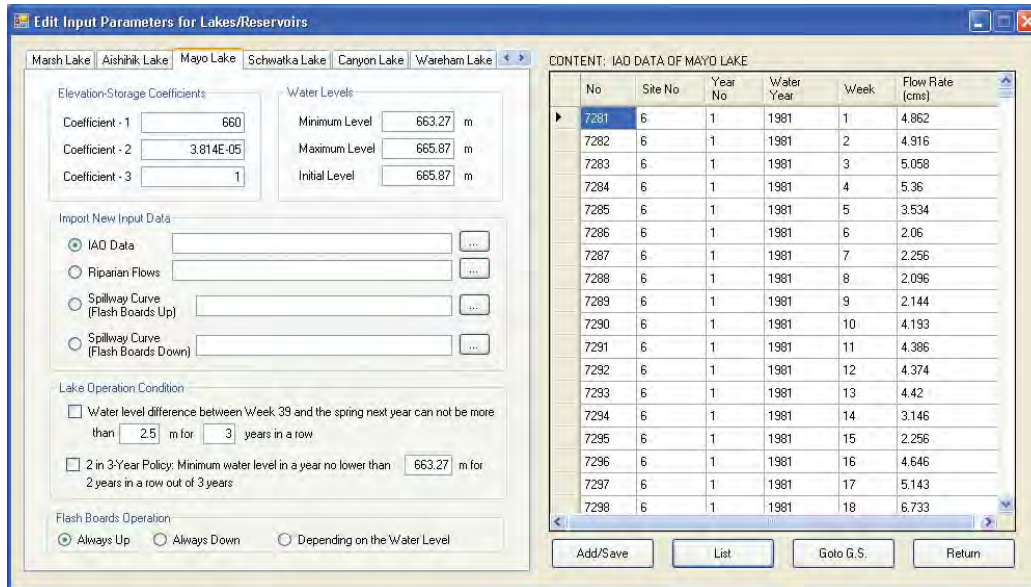 Edit Input Parameters for Lakes/Reservoirs
Marsh Lake Aishihik Lake Mayo Lake Schwatka Lake Canyon Lake Wareham Lake
Elevation-Storage Coefficients
Coefficient - 1 660
Coefficient - 2 3.814E-05
Coefficient - 3 1
Water Levels
Minimum Level 663.27 m
Maximum Level 665.87 m
Initial Level 665.87 m
Import New Input Data
IAO Data ...
Riparian Flows ...
Spillway Curve
(Flash Boards Up) ...
Spillway Curve
(Flash Boards Down) ...
Lake Operation Condition
Water level difference between Week 39 and the spring next year can not be more
than 2.5 m for 3 years in a row
2 in 3-Year Policy: Minimum water level in a year no lower than 663.27 m for
2 years in a row out of 3 years
Flash Boards Operation
Always Up Always Down Depending on the Water Level
CONTENT: IAO DATA OF MAYO LAKE
No Site No Year No Water Year Week Flow Rate (cms)
7281 6 1 1981 1 4.862
7282 6 1 1981 2 4.916
7283 6 1 1981 3 5.058
7284 6 1 1981 4 5.36
7285 6 1 1981 5 3.534
7286 6 1 1981 6 2.06
7287 6 1 1981 7 2.256
7288 6 1 1981 8 2.096
7289 6 1 1981 9 2.144
7290 6 1 1981 10 4.193
7291 6 1 1981 11 4.386
7292 6 1 1981 12 4.374
7293 6 1 1981 13 4.42
7294 6 1 1981 14 3.146
7295 6 1 1981 15 2.256
7296 6 1 1981 16 4.646
7297 6 1 1981 17 5.143
7298 6 1 1981 18 6.733
Add/Save List Goto G.S. Return